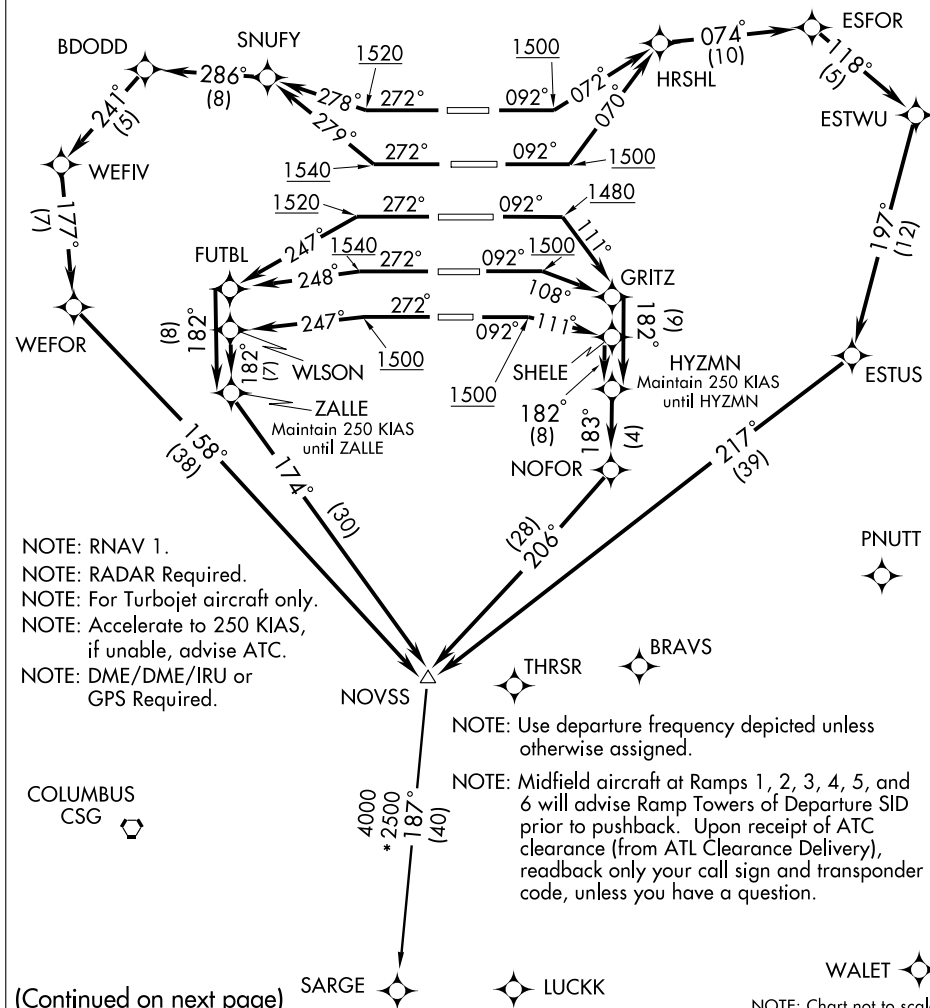 ESFOR
SNUFY
BDODD
1520
1500
074°
(10)
118°
(5)
286°
(8)
HRSHL
278°
272°
092°
072°
241°
(5)
279°
070°
ESTWU
WEFIV
1540
272°
092°
1500
177°
(7)
1520
272°
092°
1480
197°
(12)
247°
111°
FUTBL
1540
272°
092°
1500
GRITZ
248°
108°
WEFOR
182°
(8)
247°
272°
092°
111°
182°
(9)
182°
(7)
WLSON
1500
SHELE
HYZMN
Maintain 250 KIAS
until HYZMN
ESTUS
1500
ZALLE
Maintain 250 KIAS
until ZALLE
182°
(8)
183°
(4)
158°
(38)
174°
(30)
NOFOR
217°
(39)
(28)
206°
NOTE: RNAV 1.
NOTE: RADAR Required.
NOTE: For Turbojet aircraft only.
NOTE: Accelerate to 250 KIAS,
if unable, advise ATC.
NOTE: DME/DME/IRU or
GPS Required.
PNUTT
BRAVS
THRSR
NOVSS
NOTE: Use departure frequency depicted unless
otherwise assigned.
NOTE: Midfield aircraft at Ramps 1, 2, 3, 4, 5, and
6 will advise Ramp Towers of Departure SID
prior to pushback. Upon receipt of ATC
clearance (from ATL Clearance Delivery),
readback only your call sign and transponder
code, unless you have a question.
COLUMBUS
CSG
4000
*2500
187°
(40)
WALET
SARGE
LUCKK
(Continued on next page)
NOTE: Chart not to scale